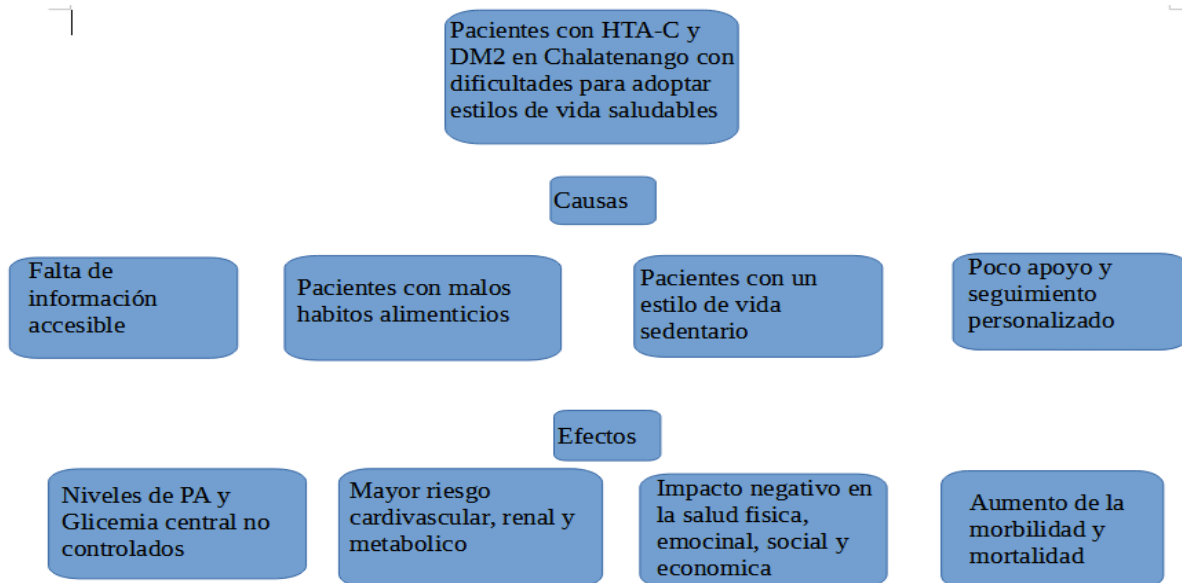 Pacientes con HTA-C y
DM2 en Chalatenango con
dificultades para adoptar
estilos de vida saludables
Causas
Falta de
información
accesible
Pacientes con malos
habitos alimenticios
Pacientes con un
estilo de vida
sedentario
Poco apoyo y
seguimiento
personalizado
Efectos
Niveles de PA y
Glicemia central no
controlados
Mayor riesgo
cardivascular, renal y
metabolico
Impacto negativo en
la salud fisica,
emocinal, social y
economica
Aumento de la
morbilidad y
mortalidad